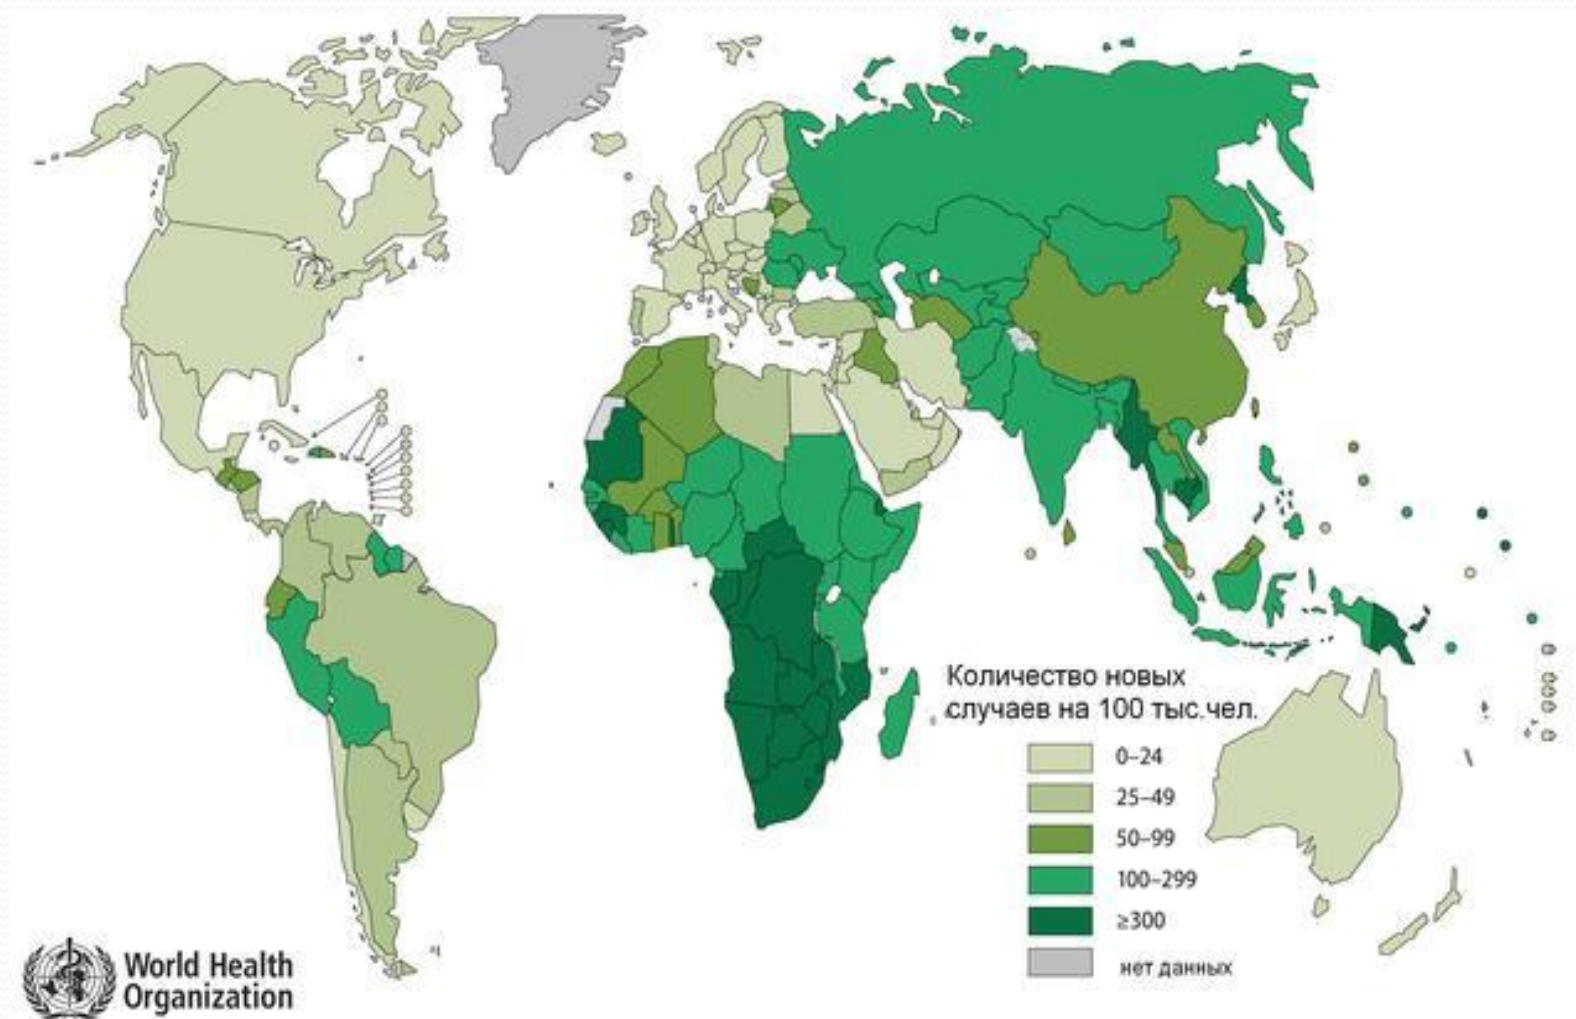 Количество новых
случаев на 100 тыс.чел.
0–24
25–49
50–99
100–299
≥300
нет данных
World Health
Organization